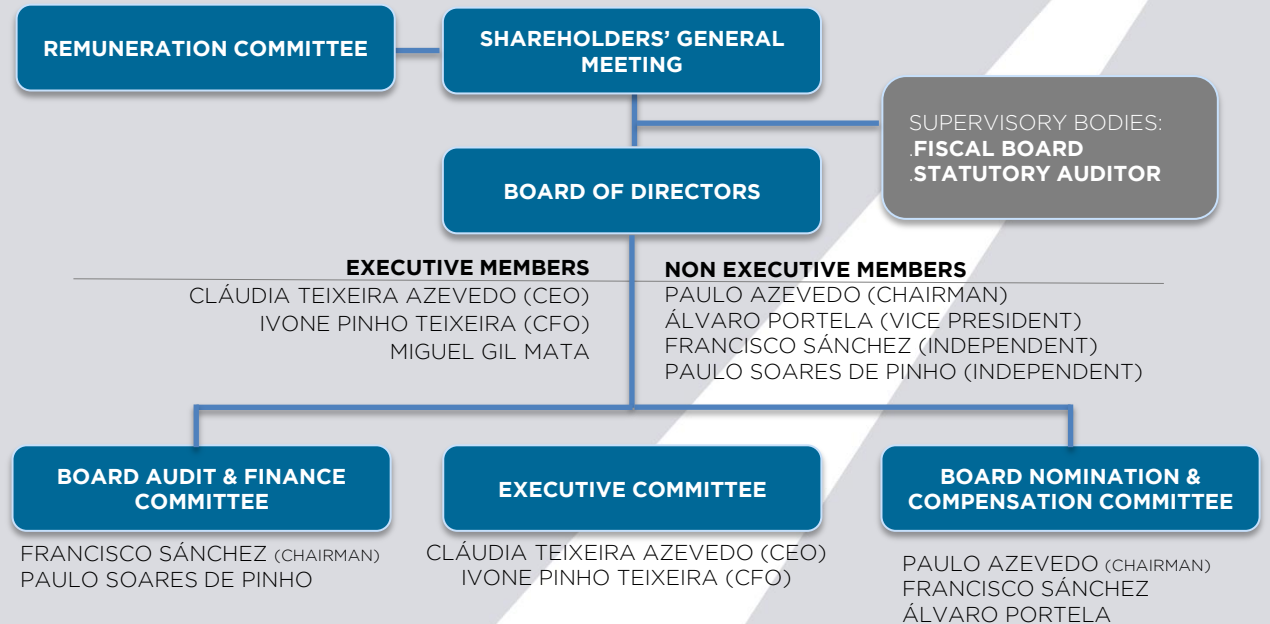 REMUNERATION COMMITTEE
SHAREHOLDERS’ GENERAL
MEETING
SUPERVISORY BODIES:
.FISCAL BOARD
.STATUTORY AUDITOR
BOARD OF DIRECTORS
EXECUTIVE MEMBERS
CLÁUDIA TEIXEIRA AZEVEDO (CEO)
IVONE PINHO TEIXEIRA (CFO)
MIGUEL GIL MATA
NON EXECUTIVE MEMBERS
PAULO AZEVEDO (CHAIRMAN)
ÁLVARO PORTELA (VICE PRESIDENT)
FRANCISCO SÁNCHEZ (INDEPENDENT)
PAULO SOARES DE PINHO (INDEPENDENT)
BOARD AUDIT & FINANCE
COMMITTEE
FRANCISCO SÁNCHEZ (CHAIRMAN)
PAULO SOARES DE PINHO
EXECUTIVE COMMITTEE
CLÁUDIA TEIXEIRA AZEVEDO (CEO)
IVONE PINHO TEIXEIRA (CFO)
BOARD NOMINATION &
COMPENSATION COMMITTEE
PAULO AZEVEDO (CHAIRMAN)
FRANCISCO SÁNCHEZ
ÁLVARO PORTELA